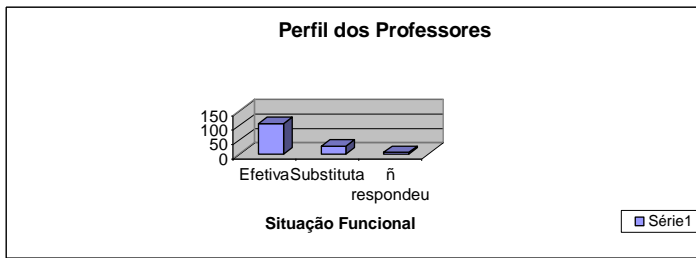 Perfil dos Professores
150
100
50
0
Efetiva Substituta ñ
respondeu
Situação Funcional
Série1